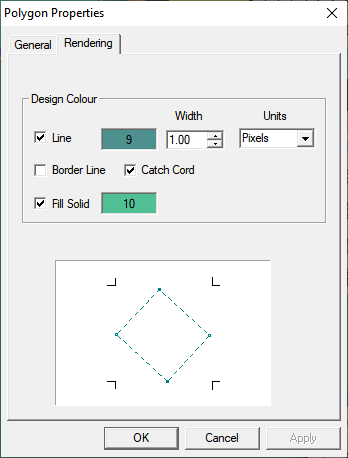 Polygon Properties
General Rendering
Design Colour
Width Units
Line 9 1.00 Pixels
Border Line Catch Cord
Fill Solid 10
OK Cancel Apply